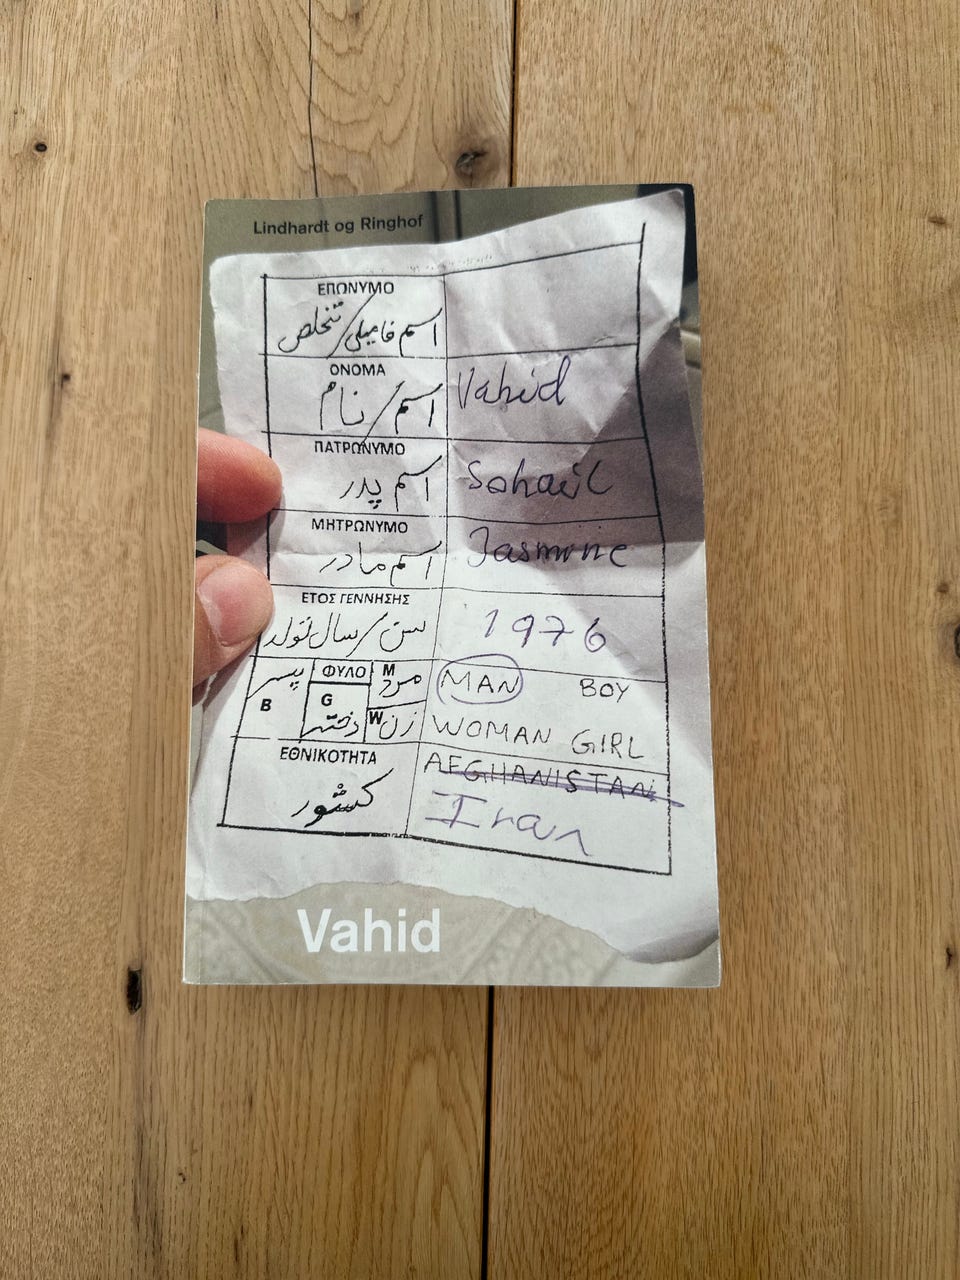 Lindhardt og Ringhof
ΕΠΩΝΥΜΟ
اسم فامیلی/تخلص
ΟΝΟΜΑ
اسم/نام
Vahid
ΠΑΤΡΩΝΥΜΟ
اسم پدر
Sohail
ΜΗΤΡΩΝΥΜΟ
اسم مادر
Jasmine
ΕΤΟΣ ΓΕΝΝΗΣΗΣ
سن/سال تولد
1976
پسر
B
ΦΥΛΟ
G
دختر
M
مرد
W
زن
MAN BOY
WOMAN GIRL
ΕΘΝΙΚΟΤΗΤΑ
کشور
AFGHANISTAN
Iran
Vahid